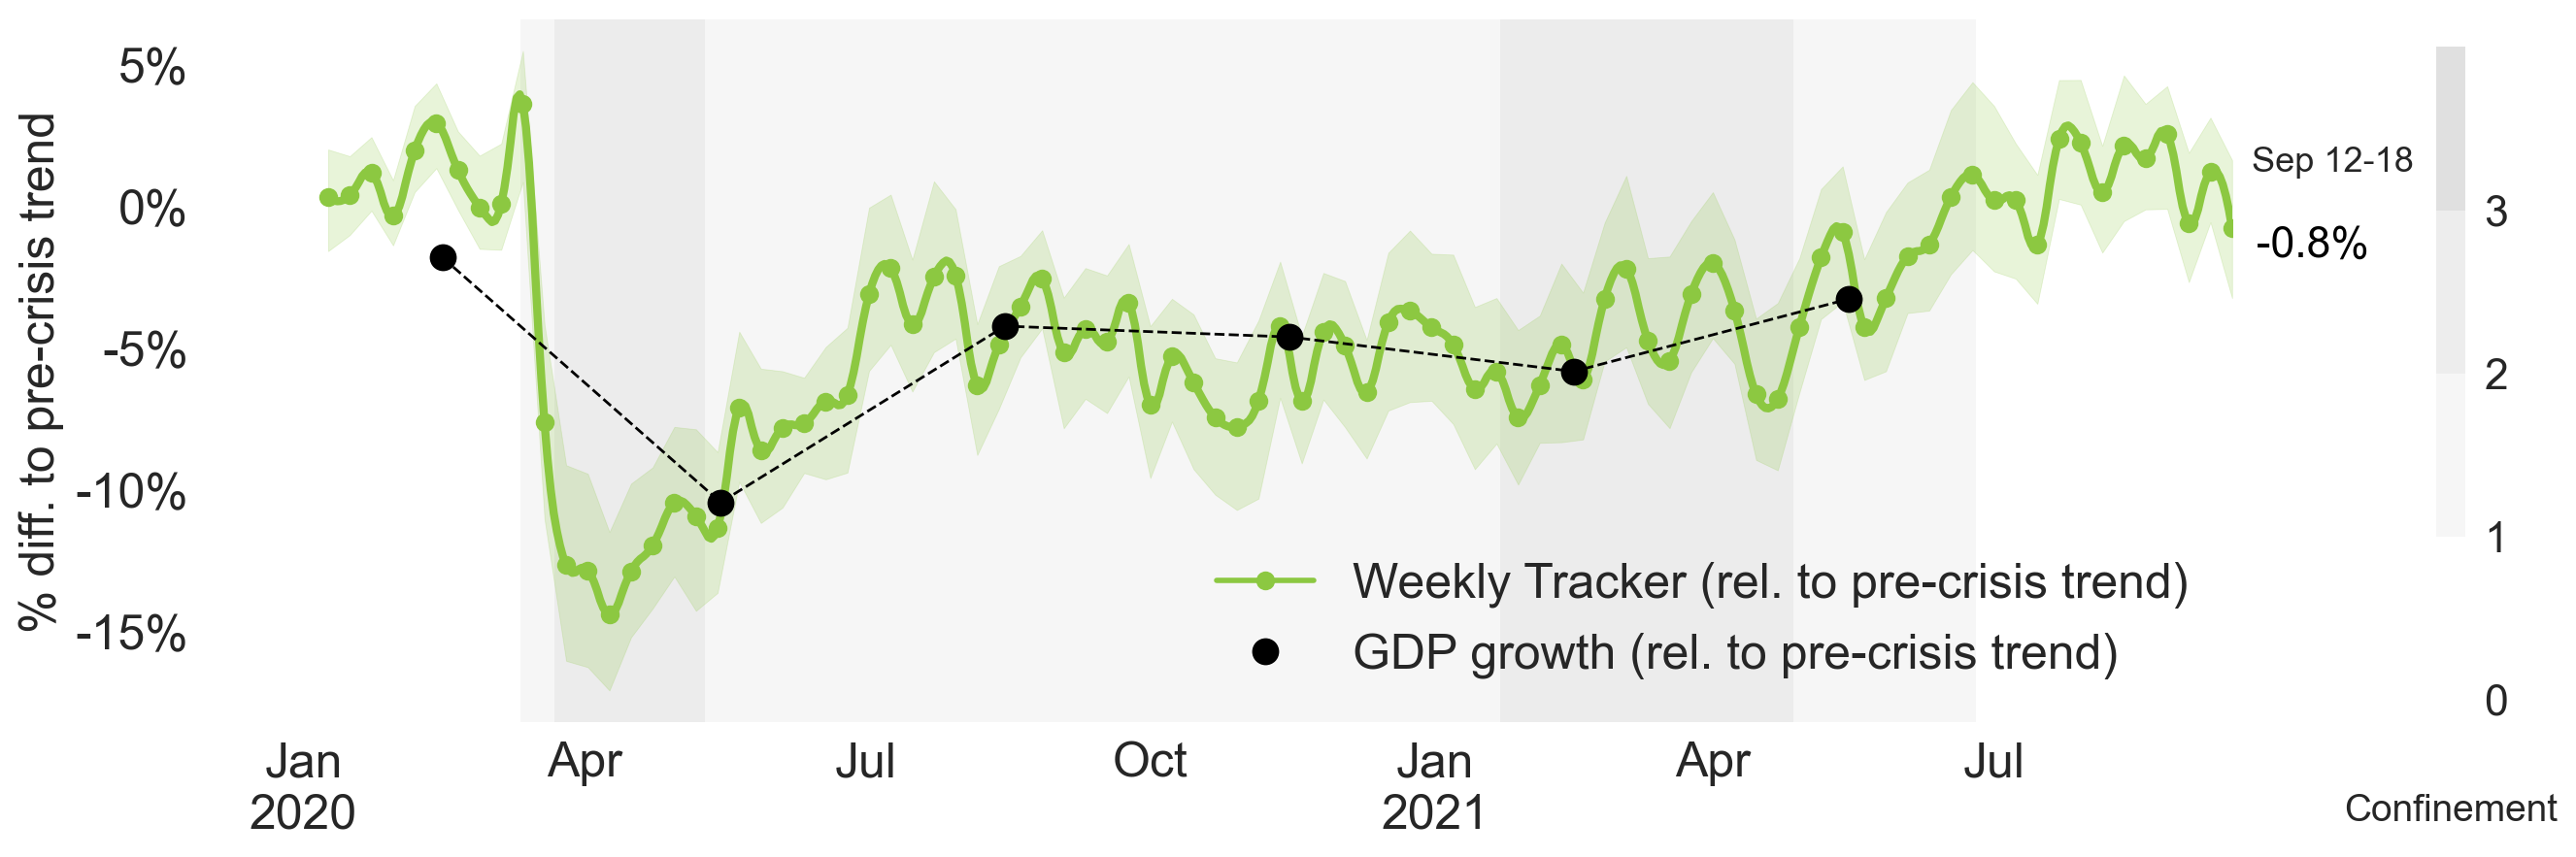 % diff. to pre-crisis trend
5%
0%
-5%
-10%
-15%
Sep 12-18
-0.8%
3
2
1
0
Weekly Tracker (rel. to pre-crisis trend)
GDP growth (rel. to pre-crisis trend)
Jan Apr Jul Oct Jan Apr Jul
2020 2021
Confinement